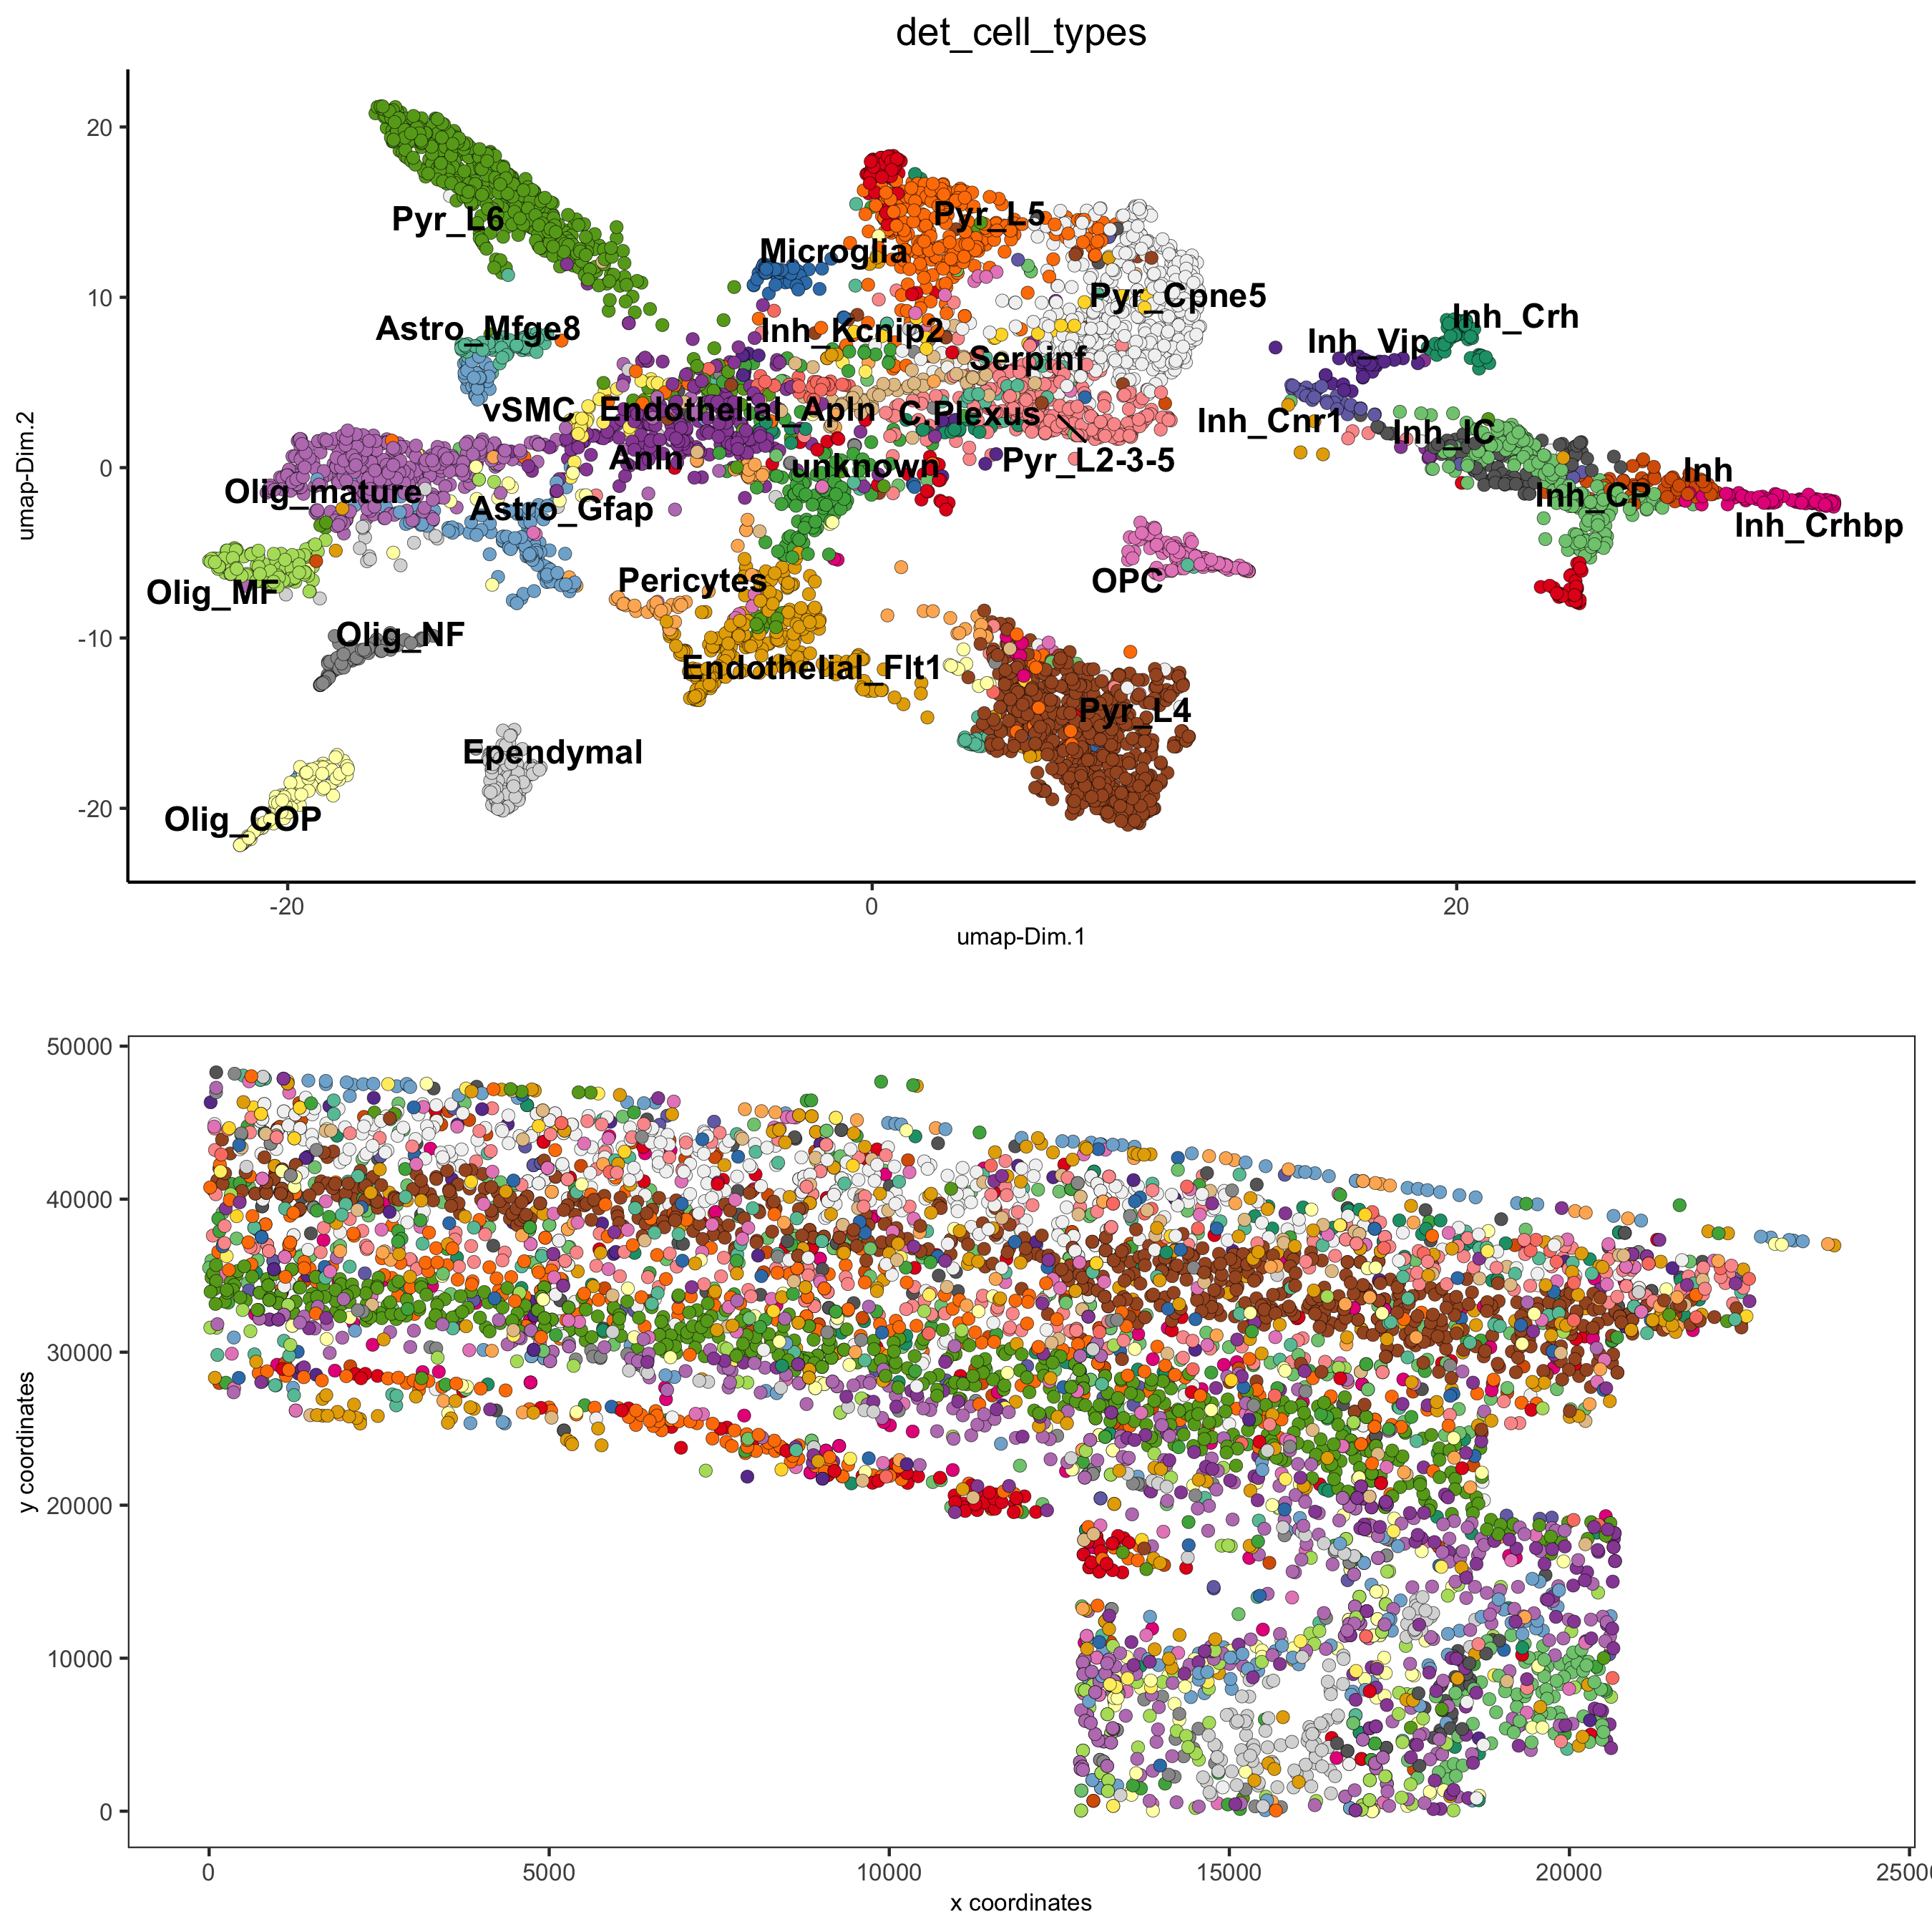 det_cell_types
20
Pyr_L6
Pyr_L5
Microglia
10
Pyr_Cpne5
Astro_Mfge8
Inh_Kcnip2
Inh_Vip
Inh_Crh
Serpinf
vSMC
Endothelial_Apln
C.Plexus
Inh_Cnr1
Inh_IC
Anln
unknown
Pyr_L2-3-5
Inh
0
Olig_mature
Astro_Gfap
Inh_CP
Inh_Crhbp
Olig_MF
Pericytes
OPC
-10
Olig_NF
Endothelial_Flt1
Pyr_L4
Ependymal
-20
Olig_COP
umap-Dim.2
-20
0
20
umap-Dim.1
50000
40000
30000
20000
10000
0
y coordinates
0
5000
10000
15000
20000
x coordinates